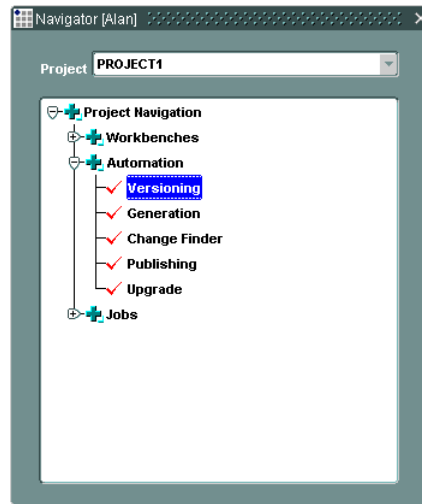 Navigator [Alan]
Project PROJECT1
Project Navigation
Workbenches
Automation
Versioning
Generation
Change Finder
Publishing
Upgrade
Jobs